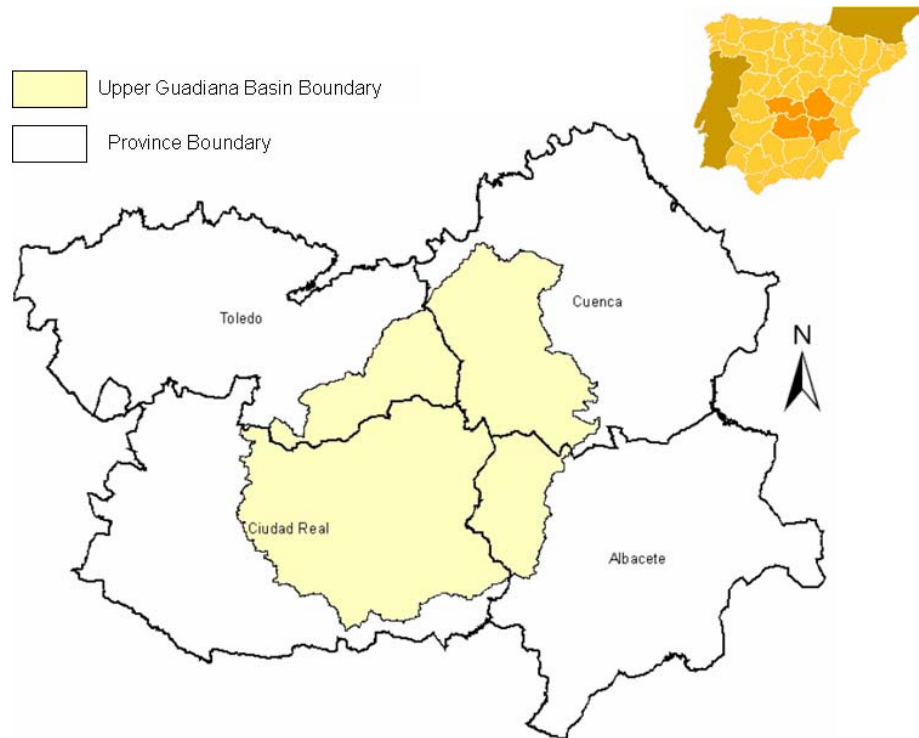 Upper Guadiana Basin Boundary
Province Boundary
Toledo
Cuenca
N
Ciudad Real
Albacete